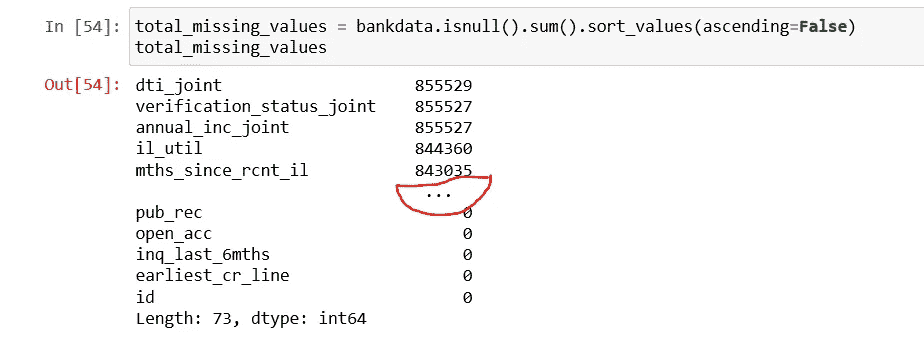 In [54]: total_missing_values = bankdata.isnull().sum().sort_values(ascending=False)
total_missing_values
Out[54]: dti_joint 855529
verification_status_joint 855527
annual_inc_joint 855527
il_util 844360
mths_since_rcnt_il 843035
...
pub_rec 0
open_acc 0
inq_last_6mths 0
earliest_cr_line 0
id 0
Length: 73, dtype: int64